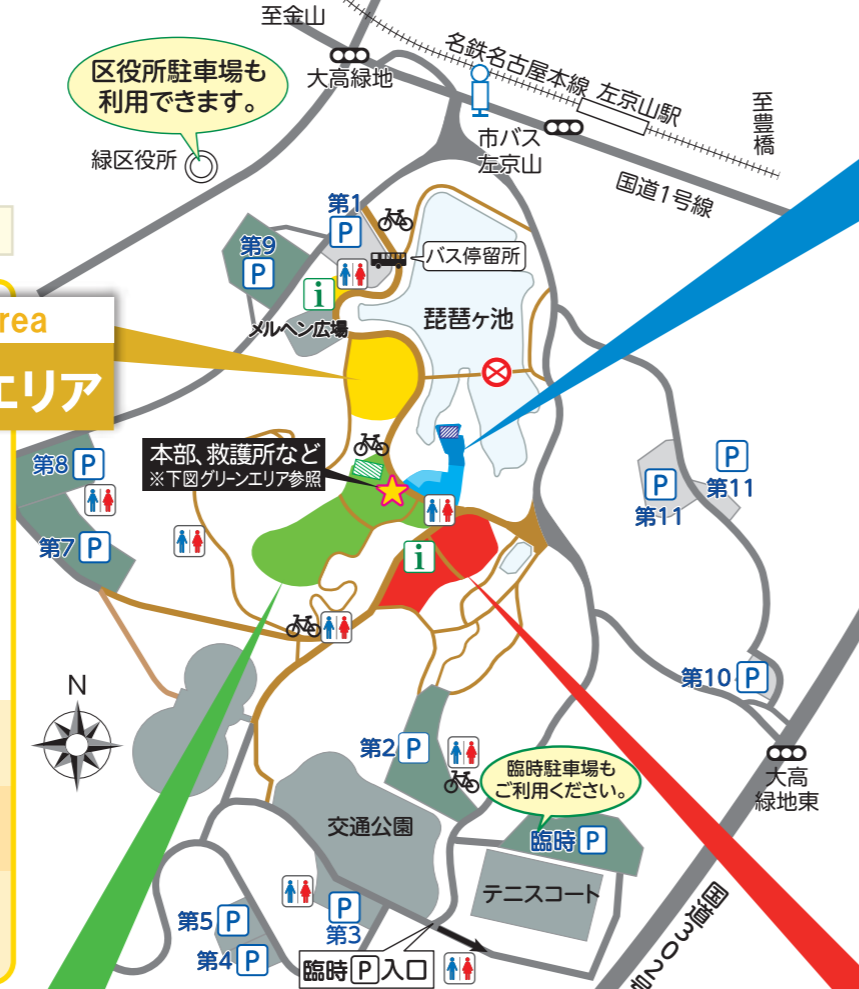 至金山
名鉄名古屋本線
左京山駅
至豊橋
区役所駐車場も
利用できます。
大高緑地
市バス
左京山
国道1号線
緑区役所
第1
P
第9
P
バス停留所
i
メルヘン広場
琵琶ヶ池
rea
エリア
本部、救護所など
※下図グリーンエリア参照
第8 P
P
第11
P
第11
第7 P
i
第10 P
N
第2 P
臨時駐車場も
ご利用ください。
大高
緑地東
交通公園
臨時 P
テニスコート
第5 P
P
第3
第4 P
臨時 P 入口
国道302号